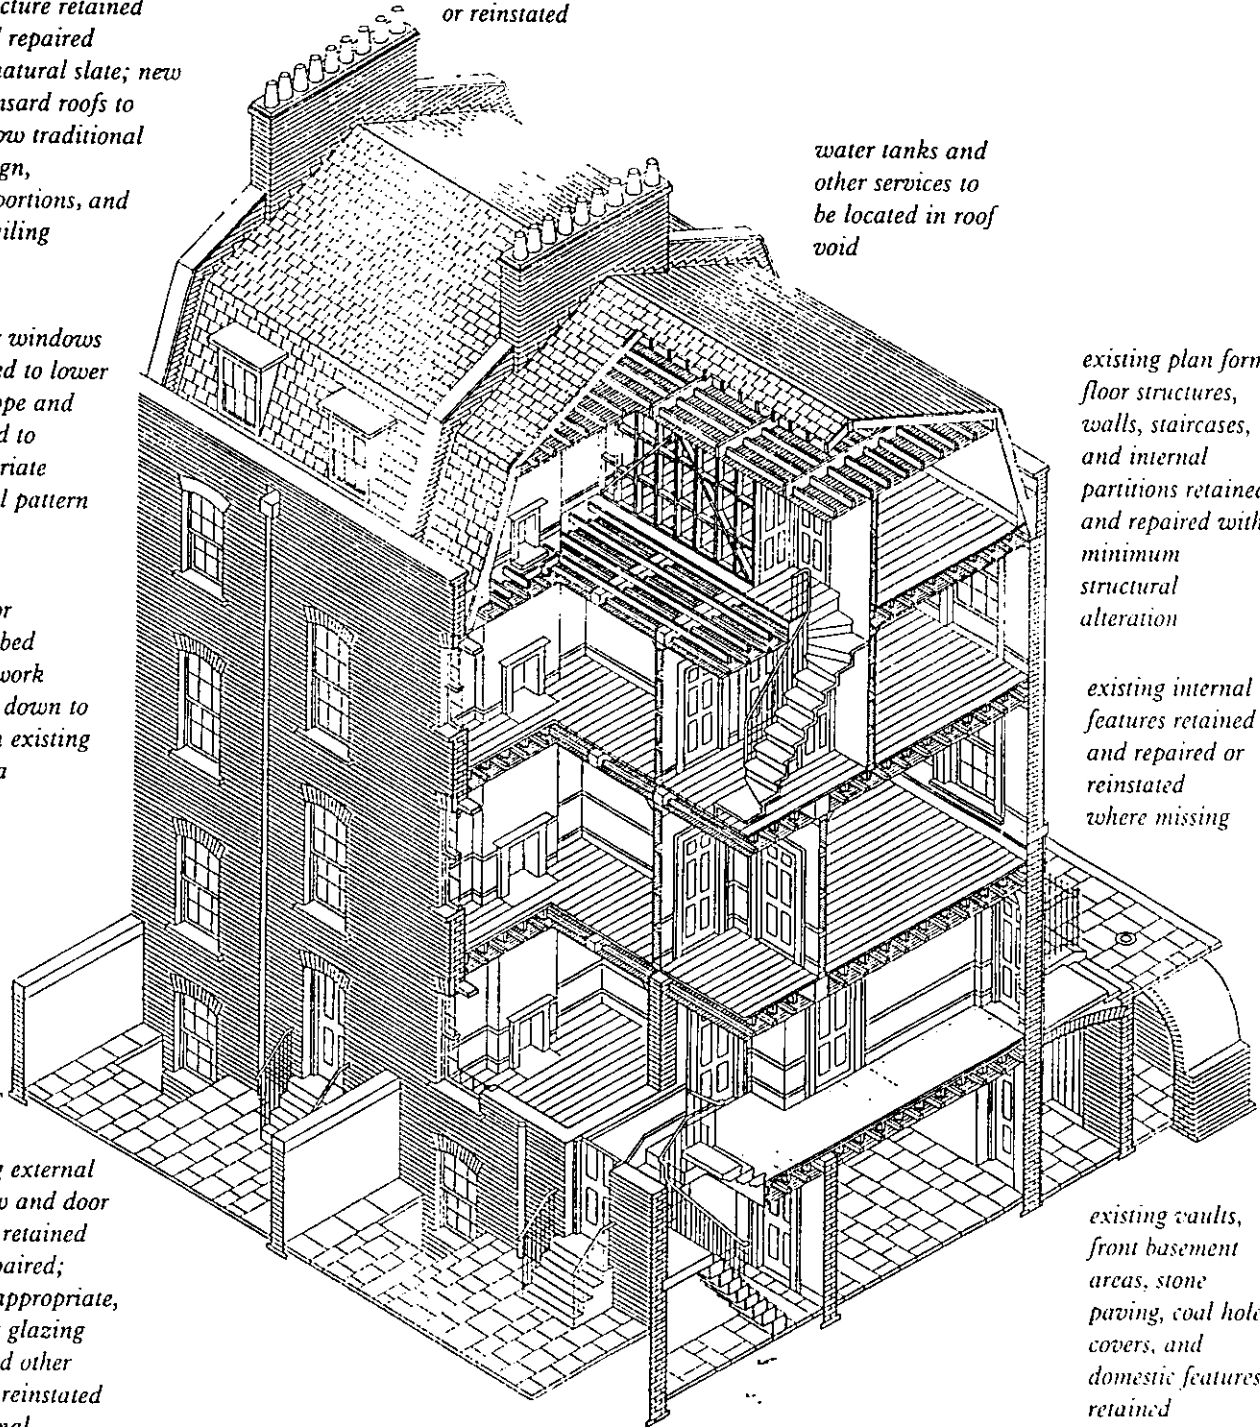 cture retained
repaired
natural slate; new
nsard roofs to
ow traditional
ign,
portions, and
ailing
or reinstated
water tanks and
other services to
be located in roof
void
windows
ed to lower
ope and
d to
riate
l pattern
existing plan form
floor structures,
walls, staircases,
and internal
partitions retained
and repaired with
minimum
structural
alteration
or
bed
work
down to
existing
a
existing internal
features retained
and repaired or
reinstated
where missing
g external
w and door
retained
paired;
appropriate,
glazing
d other
reinstated
existing vaults,
front basement
areas, stone
paving, coal hole
covers, and
domestic features
retained